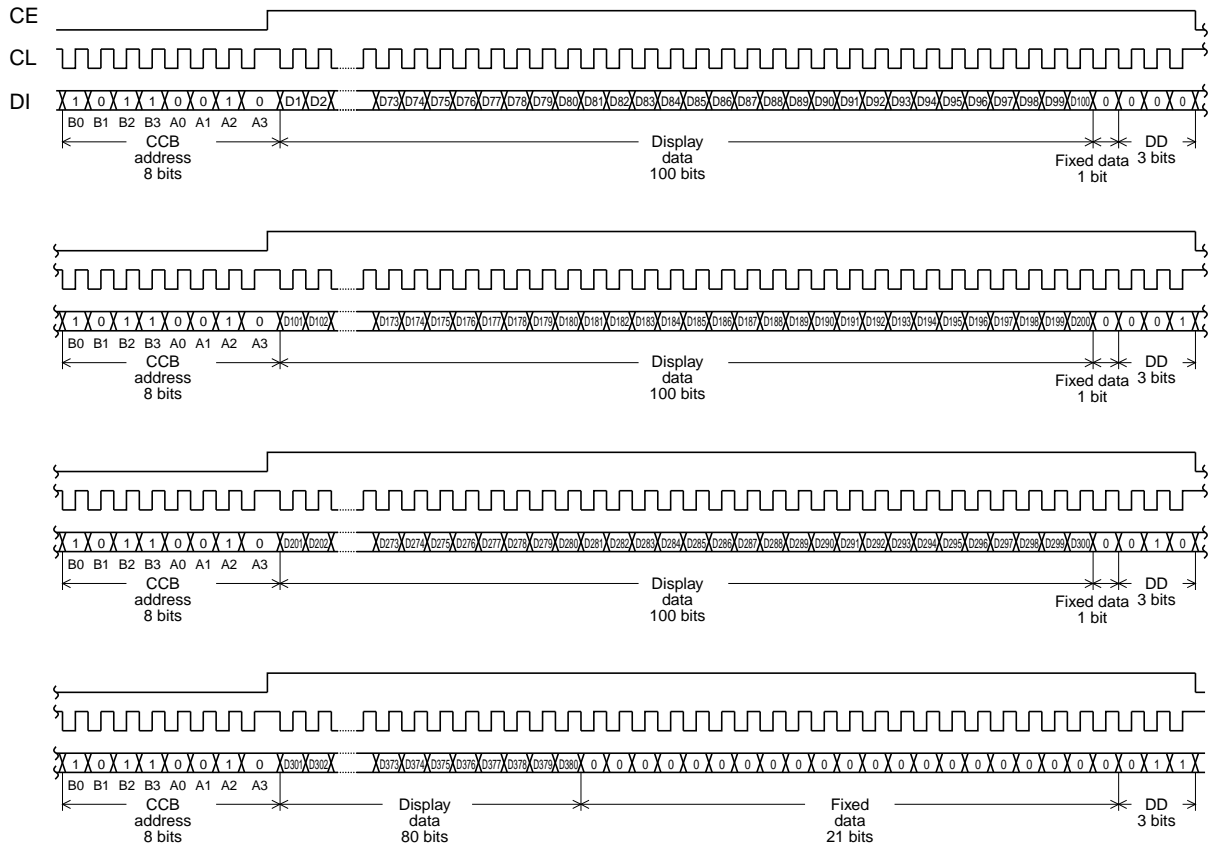 CE
CL
DI
1 0 1 1 0 0 1 0 D1 D2 D73 D74 D75 D76 D77 D78 D79 D80 D81 D82 D83 D84 D85 D86 D87 D88 D89 D90 D91 D92 D93 D94 D95 D96 D97 D98 D99 D100 0 0 0 0
B0 B1 B2 B3 A0 A1 A2 A3
CCB address 8 bits
Display data 100 bits
Fixed data 1 bit
DD 3 bits
1 0 1 1 0 0 1 0 D101 D102 D173 D174 D175 D176 D177 D178 D179 D180 D181 D182 D183 D184 D185 D186 D187 D188 D189 D190 D191 D192 D193 D194 D195 D196 D197 D198 D199 D200 0 0 0 1
B0 B1 B2 B3 A0 A1 A2 A3
CCB address 8 bits
Display data 100 bits
Fixed data 1 bit
DD 3 bits
1 0 1 1 0 0 1 0 D201 D202 D273 D274 D275 D276 D277 D278 D279 D280 D281 D282 D283 D284 D285 D286 D287 D288 D289 D290 D291 D292 D293 D294 D295 D296 D297 D298 D299 D300 0 0 1 0
B0 B1 B2 B3 A0 A1 A2 A3
CCB address 8 bits
Display data 100 bits
Fixed data 1 bit
DD 3 bits
1 0 1 1 0 0 1 0 D301 D302 D373 D374 D375 D376 D377 D378 D379 D380 0 0 0 0 0 0 0 0 0 0 0 0 0 0 0 0 0 0 0 0 0 0 1 1
B0 B1 B2 B3 A0 A1 A2 A3
CCB address 8 bits
Display data 80 bits
Fixed data 21 bits
DD 3 bits